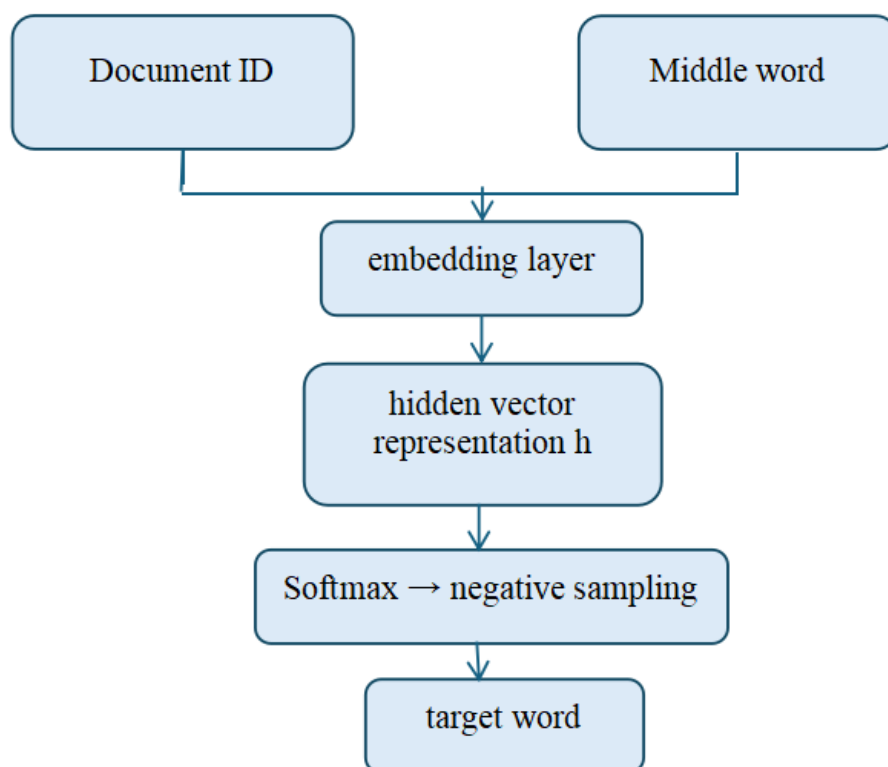 Document ID
Middle word
embedding layer
hidden vector
representation h
Softmax → negative sampling
target word